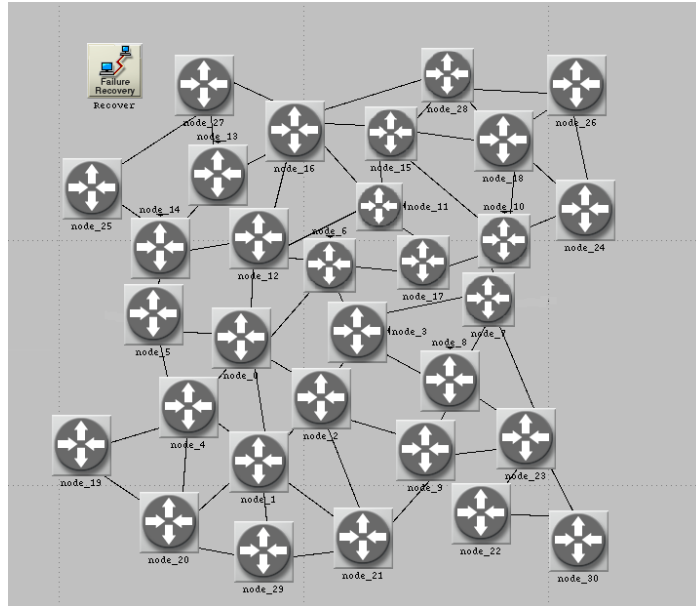 Failure
Recovery
Recover
node_27
node_28
node_26
node_13
node_16
node_15
node_18
node_25
node_14
node_11
node_10
node_6
node_24
node_12
node_17
node_5
node_3
node_7
node_8
node_0
node_4
node_2
node_19
node_9
node_23
node_1
node_20
node_22
node_21
node_30
node_29